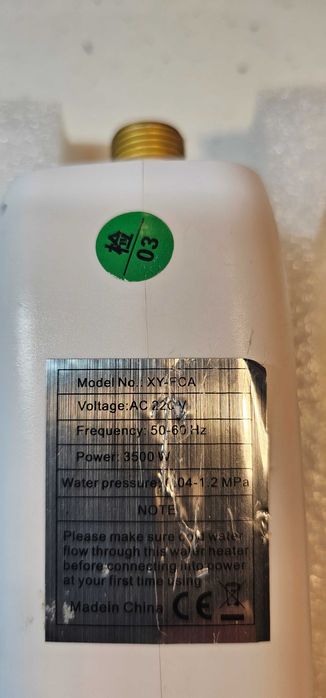 检
03
Model No.: XY-FCA
Voltage:AC 220V
Frequency: 50-60 Hz
Power: 3500 W
Water pressure: 0.04-1.2 MPa
NOTE
Please make sure cold water
flow through this water heater
before connecting into power
at your first time using
Madein China CE